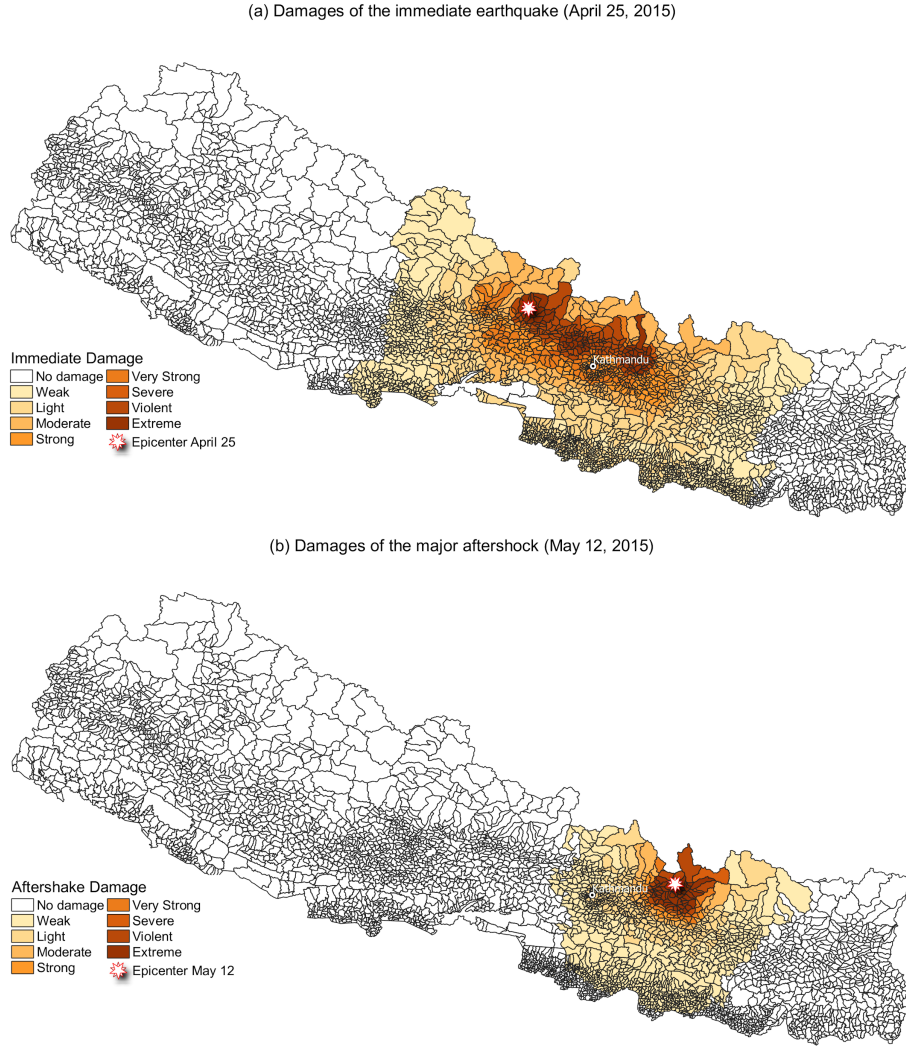 (a) Damages of the immediate earthquake (April 25, 2015)
Kathmandu
Immediate Damage
No damage
Weak
Light
Moderate
Strong
Very Strong
Severe
Violent
Extreme
Epicenter April 25
(b) Damages of the major aftershock (May 12, 2015)
Kathmandu
Aftershake Damage
No damage
Weak
Light
Moderate
Strong
Very Strong
Severe
Violent
Extreme
Epicenter May 12